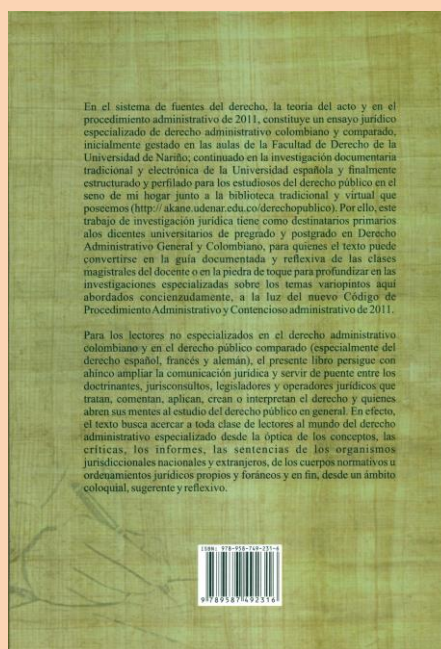 En el sistema de fuentes del derecho, la teoría del acto y en el
procedimiento administrativo de 2011, constituye un ensayo jurídico
especializado de derecho administrativo colombiano y comparado,
inicialmente gestado en las aulas de la Facultad de Derecho de la
Universidad de Nariño; continuado en la investigación documentaria
tradicional y electrónica de la Universidad española y finalmente
estructurado y perfilado para los estudiosos del derecho público en el
seno de mi hogar junto a la biblioteca tradicional y virtual que
poseemos (http:// akane.udenar.edu.co/derechopublico). Por ello, este
trabajo de investigación jurídica tiene como destinatarios primarios
alos dicentes universitarios de pregrado y postgrado en Derecho
Administrativo General y Colombiano, para quienes el texto puede
convertirse en la guía documentada y reflexiva de las clases
magistrales del docente o en la piedra de toque para profundizar en las
investigaciones especializadas sobre los temas variopintos aquí
abordados concienzudamente, a la luz del nuevo Código de
Procedimiento Administrativo y Contencioso administrativo de 2011.
Para los lectores no especializados en el derecho administrativo
colombiano y en el derecho público comparado (especialmente del
derecho español, francés y alemán), el presente libro persigue con
ahínco ampliar la comunicación jurídica y servir de puente entre los
doctrinantes, jurisconsultos, legisladores y operadores jurídicos que
tratan, comentan, aplican, crean o interpretan el derecho y quienes
abren sus mentes al estudio del derecho público en general. En efecto,
el texto busca acercar a toda clase de lectores al mundo del derecho
administrativo especializado desde la óptica de los conceptos, las
críticas, los informes, las sentencias de los organismos
jurisdiccionales nacionales y extranjeros, de los cuerpos normativos u
ordenamientos jurídicos propios y foráneos y en fin, desde un ámbito
coloquial, sugerente y reflexivo.
ISBN: 978-958-749-231-6
9 789587 492316